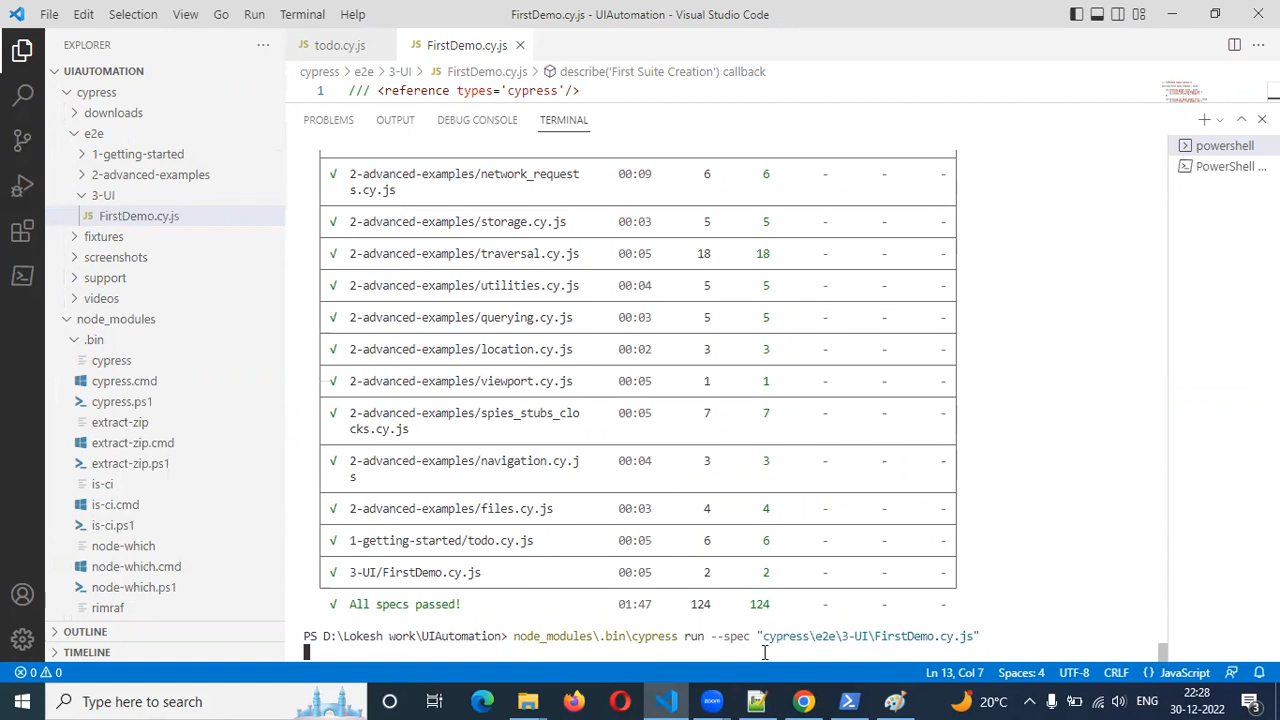 File Edit Selection View Go Run Terminal Help
FirstDemo.cy.js - UIAutomation - Visual Studio Code
EXPLORER
UIAUTOMATION
cypress
downloads
e2e
1-getting-started
2-advanced-examples
3-UI
JS FirstDemo.cy.js
fixtures
screenshots
support
videos
node_modules
.bin
cypress
cypress.cmd
cypress.ps1
extract-zip
extract-zip.cmd
extract-zip.ps1
is-ci
is-ci.cmd
is-ci.ps1
node-which
node-which.cmd
node-which.ps1
rimraf
OUTLINE
TIMELINE
JS todo.cy.js
JS FirstDemo.cy.js
cypress > e2e > 3-UI > JS FirstDemo.cy.js > describe('First Suite Creation') callback
1 /// <reference types='cypress'/>
PROBLEMS OUTPUT DEBUG CONSOLE TERMINAL
powershell
PowerShell ...
√ 2-advanced-examples/network_request 00:09 6 6 - - -
s.cy.js
√ 2-advanced-examples/storage.cy.js 00:03 5 5 - - -
√ 2-advanced-examples/traversal.cy.js 00:05 18 18 - - -
√ 2-advanced-examples/utilities.cy.js 00:04 5 5 - - -
√ 2-advanced-examples/querying.cy.js 00:03 5 5 - - -
√ 2-advanced-examples/location.cy.js 00:02 3 3 - - -
√ 2-advanced-examples/viewport.cy.js 00:05 1 1 - - -
√ 2-advanced-examples/spies_stubs_clo 00:05 7 7 - - -
cks.cy.js
√ 2-advanced-examples/navigation.cy.j 00:04 3 3 - - -
s
√ 2-advanced-examples/files.cy.js 00:03 4 4 - - -
√ 1-getting-started/todo.cy.js 00:05 6 6 - - -
√ 3-UI/FirstDemo.cy.js 00:05 2 2 - - -
√ All specs passed! 01:47 124 124 - - -
PS D:\Lokesh work\UIAutomation> node_modules\.bin\cypress run --spec "cypress\e2e\3-UI\FirstDemo.cy.js"
0 0 Ln 13, Col 7 Spaces: 4 UTF-8 CRLF {} JavaScript
Type here to search
20°C ENG 22:28
30-12-2022 3